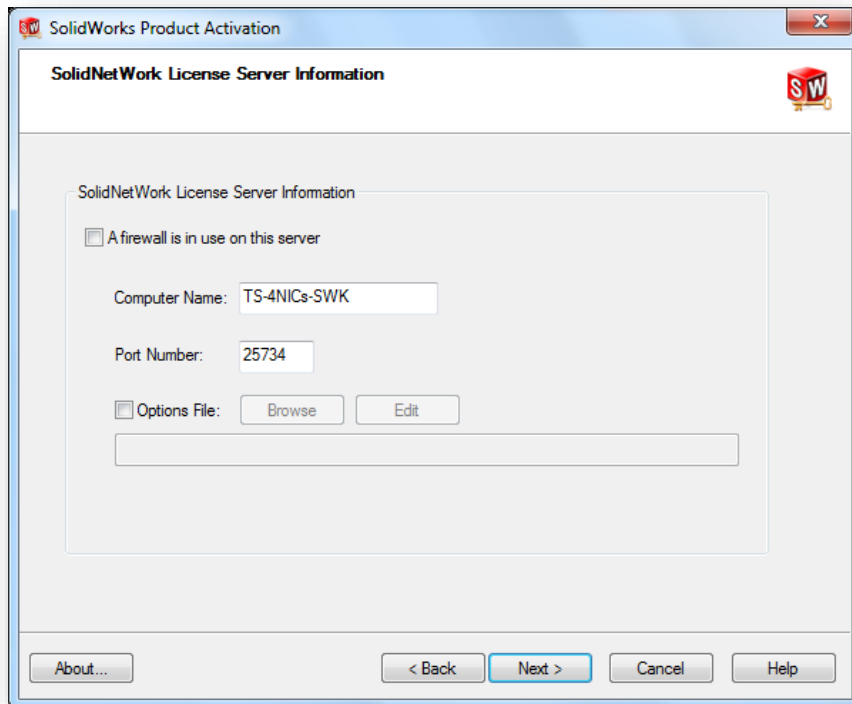 SolidWorks Product Activation
SolidNetWork License Server Information
SW
SolidNetWork License Server Information
A firewall is in use on this server
Computer Name: TS-4NICs-SWK
Port Number: 25734
Options File: Browse Edit
About... < Back Next > Cancel Help